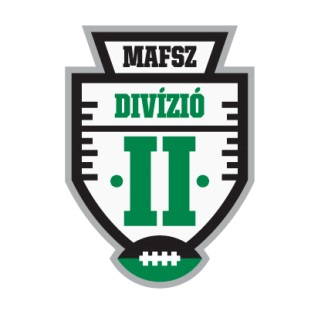 MAFSZ
DIVÍZIÓ
· II ·